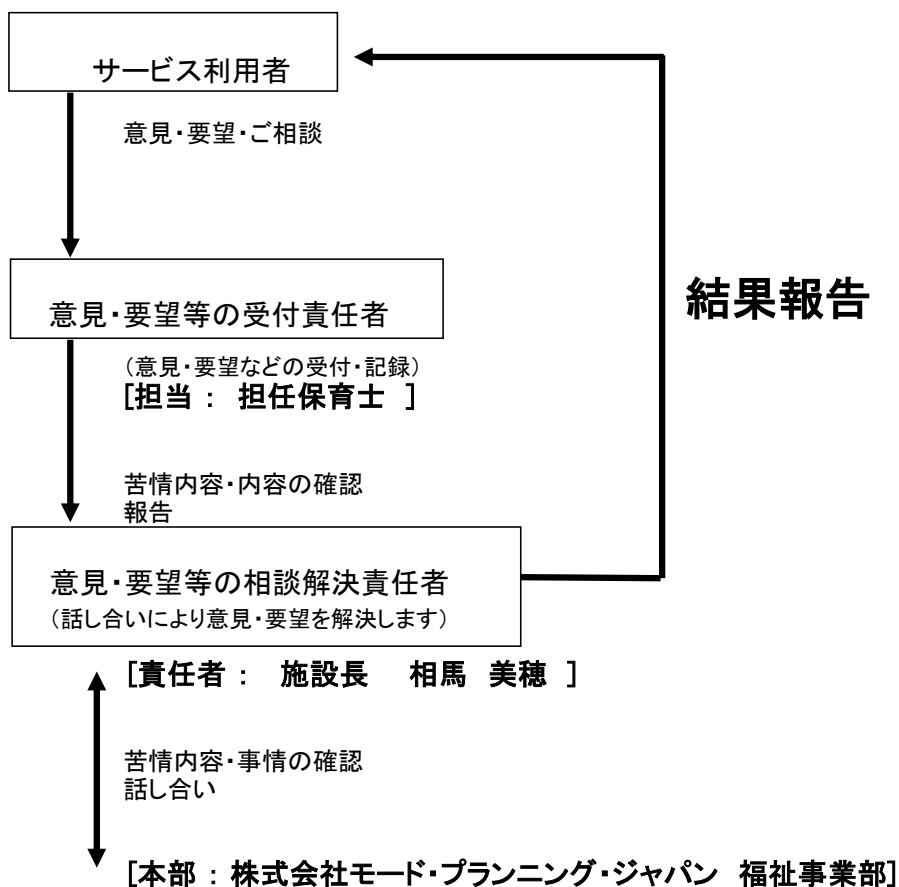 サービス利用者
意見・要望・ご相談
意見・要望等の受付責任者
（意見・要望などの受付・記録）
[担当 ： 担任保育士 ]
結果報告
苦情内容・内容の確認
報告
意見・要望等の相談解決責任者
（話し合いにより意見・要望を解決します）
[責任者 ： 施設長 相馬 美穂 ]
苦情内容・事情の確認
話し合い
[本部 ： 株式会社モード・プランニング・ジャパン 福祉事業部]